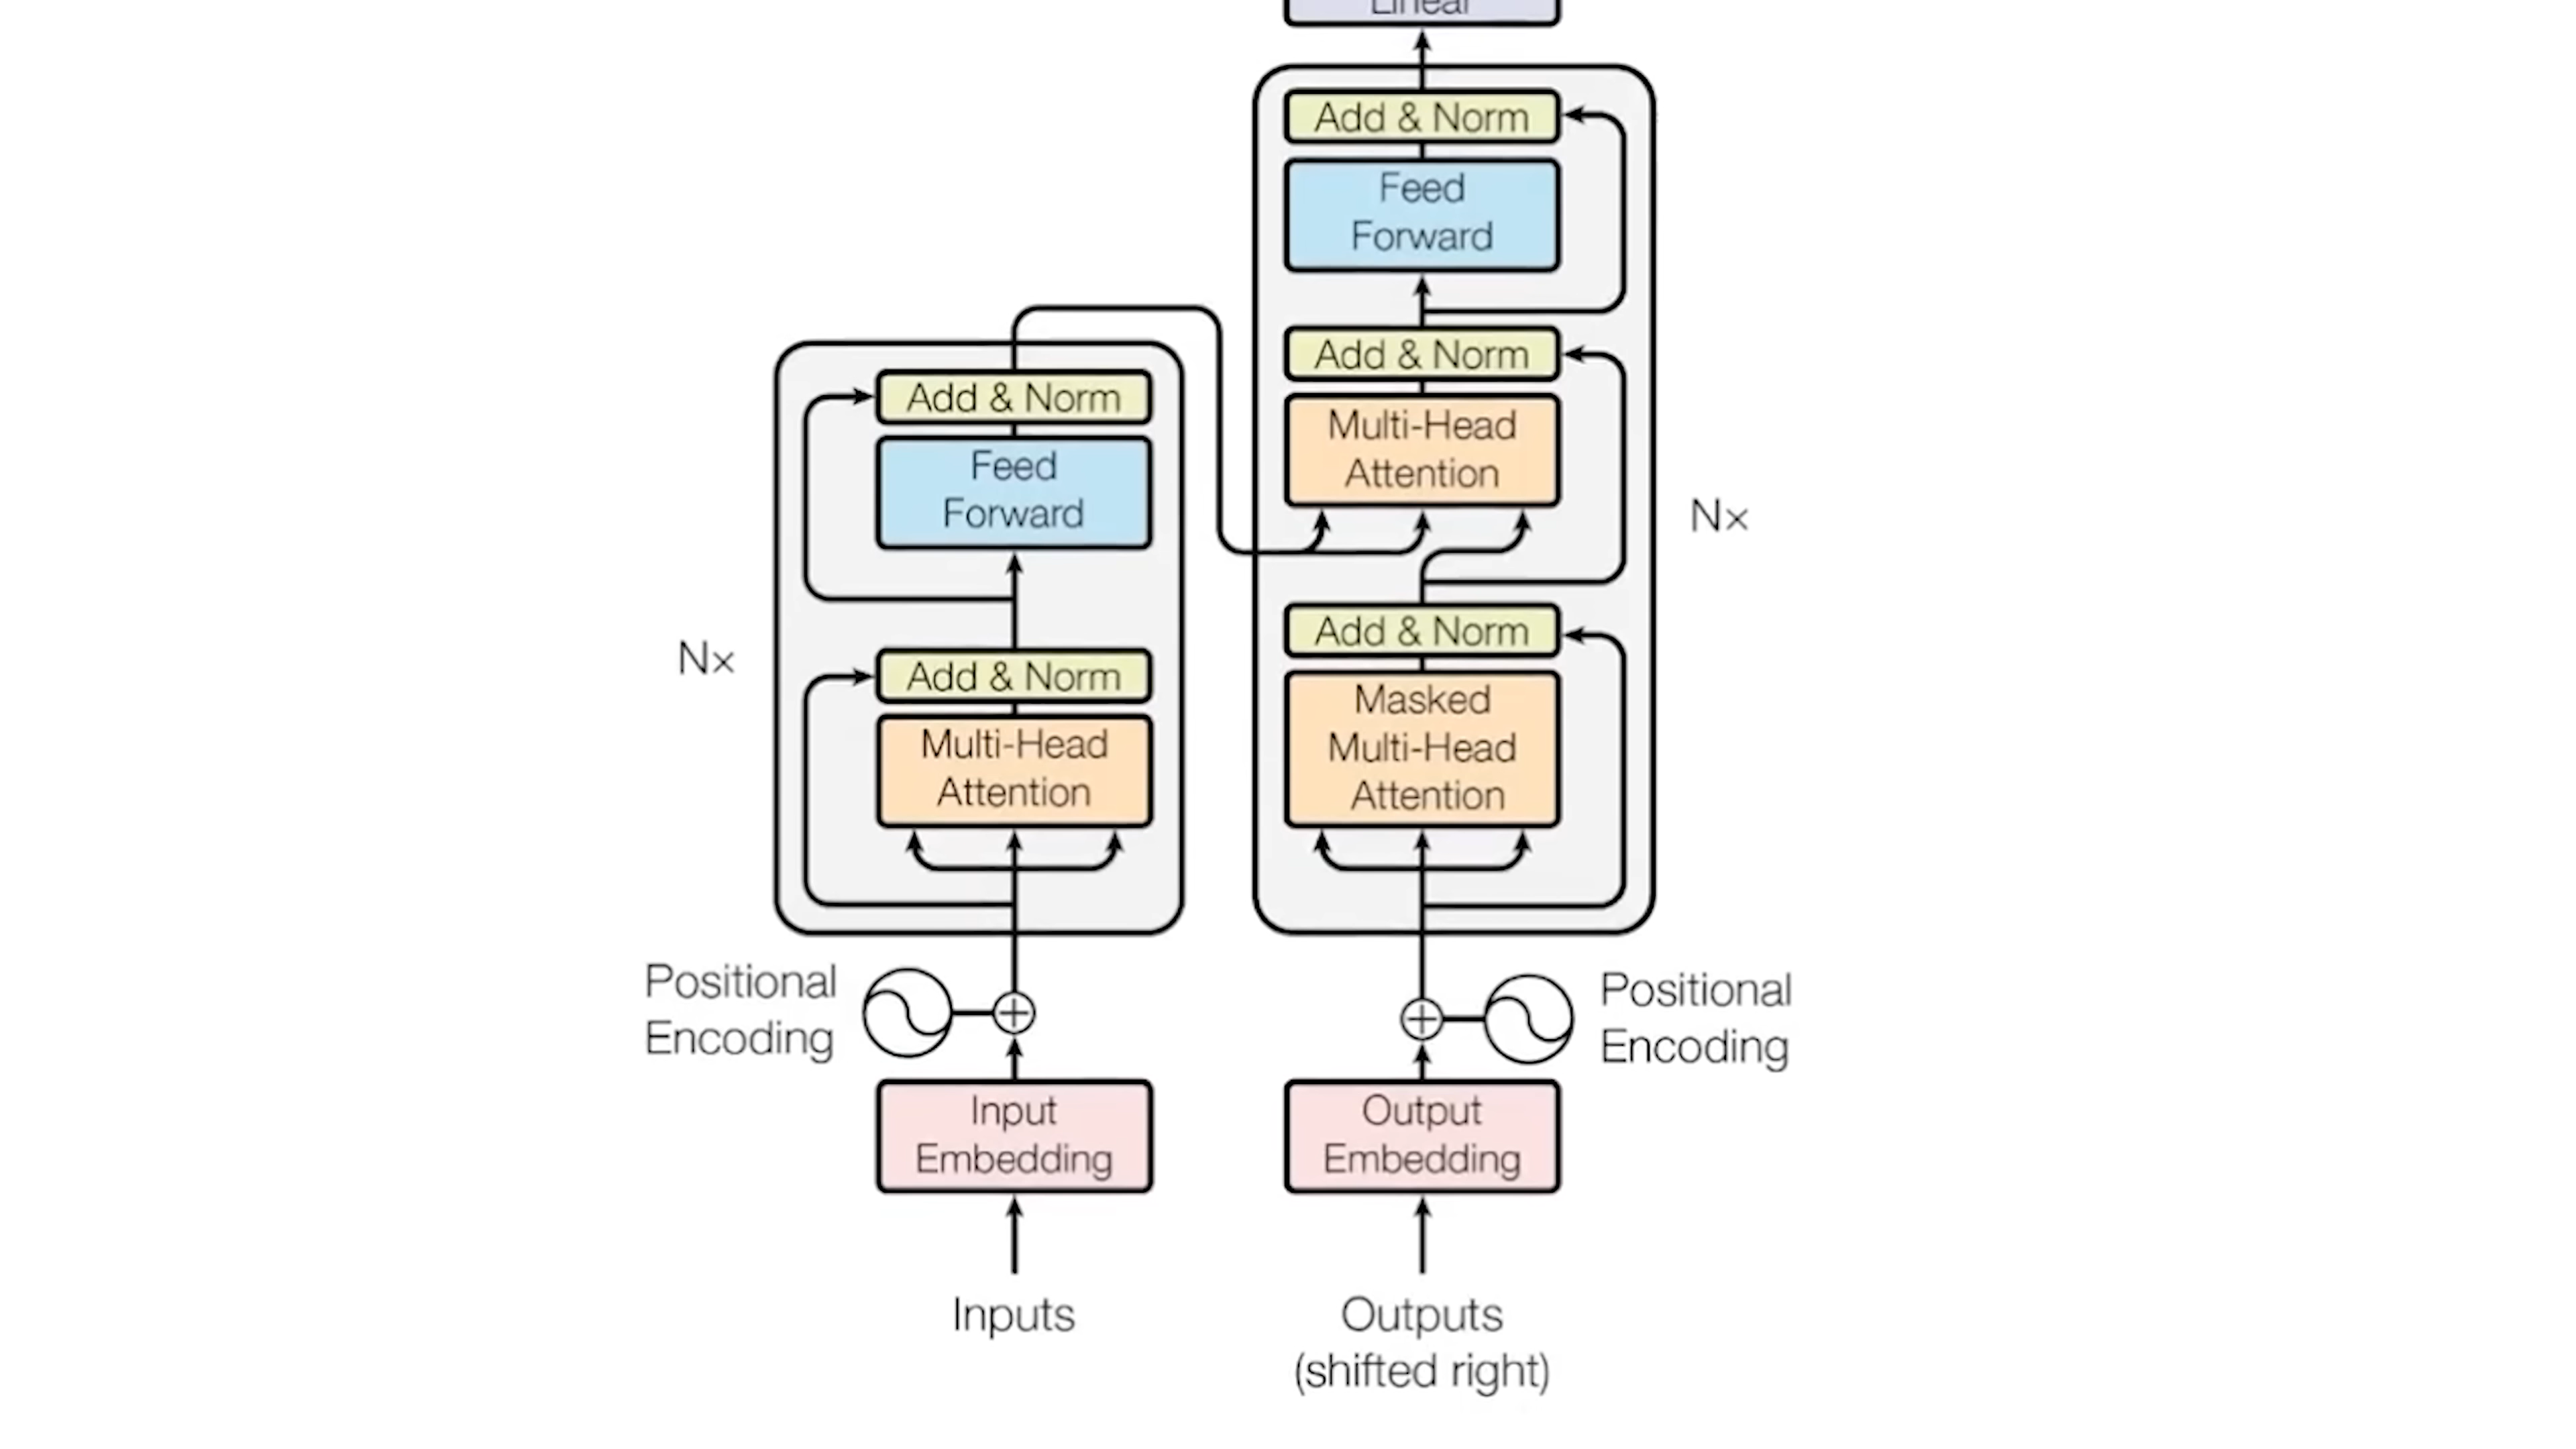 Linear
Add & Norm
Feed
Forward
Add & Norm
Multi-Head
Attention
Add & Norm
Masked
Multi-Head
Attention
Nx
Add & Norm
Feed
Forward
Add & Norm
Multi-Head
Attention
Nx
Positional
Encoding
Positional
Encoding
Input
Embedding
Output
Embedding
Inputs
Outputs
(shifted right)